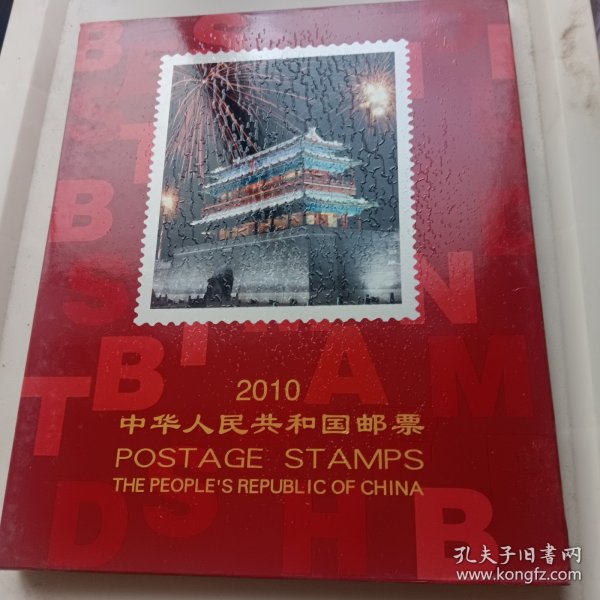 B S
T
B
S T A N
B T A M
T
D S H B
2010
中华人民共和国邮票
POSTAGE STAMPS
THE PEOPLE'S REPUBLIC OF CHINA
孔夫子旧书网
www.kongfz.com